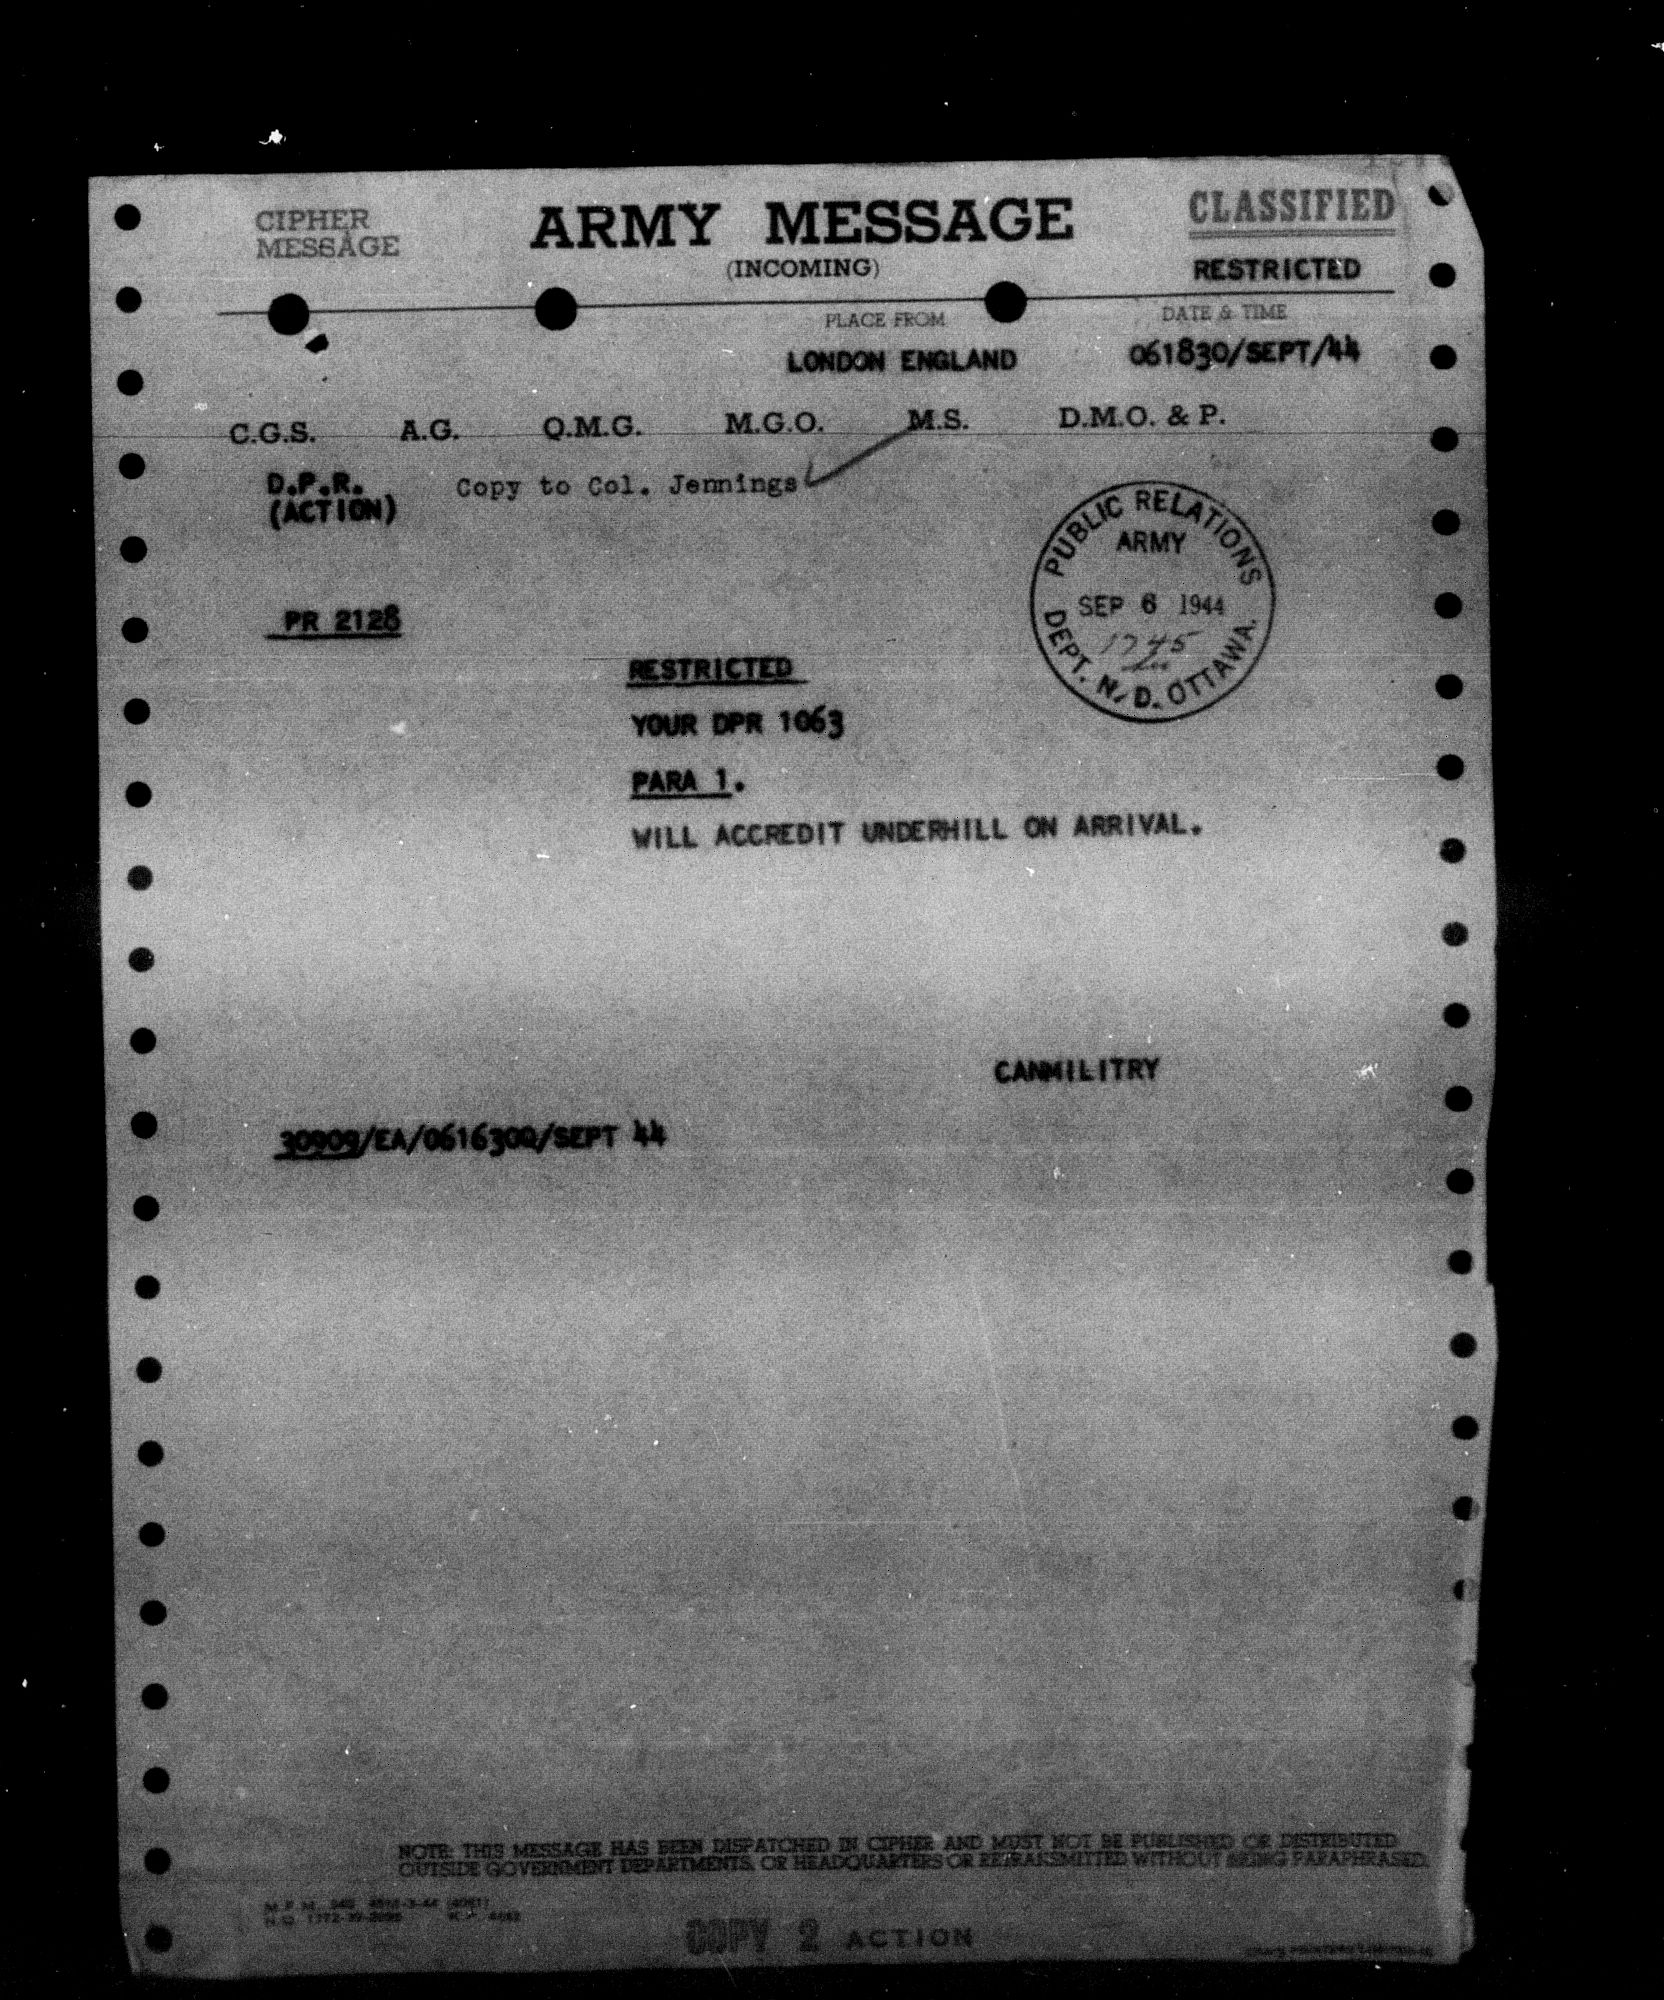 CIPHER
MESSAGE
ARMY MESSAGE
(INCOMING)
CLASSIFIED
RESTRICTED
PLACE FROM
DATE & TIME
LONDON ENGLAND
061830/SEPT/44
C.G.S. A.G. Q.M.G. M.G.O. M.S. D.M.O. & P.
D.P.R.
(ACTION)
Copy to Col. Jennings
PUBLIC RELATIONS
ARMY
SEP 6 1944
1745
DEPT. N.D. OTTAWA.
PR 2128
RESTRICTED
YOUR DPR 1063
PARA 1.
WILL ACCREDIT UNDERHILL ON ARRIVAL.
CANMILITRY
30909/EA/061630Q/SEPT 44
NOTE: THIS MESSAGE HAS BEEN DISPATCHED IN CIPHER AND MUST NOT BE PUBLISHED OR DISTRIBUTED
OUTSIDE GOVERNMENT DEPARTMENTS, OR HEADQUARTERS OR RETRANSMITTED WITHOUT BEING PARAPHRASED.
COPY 2 ACTION